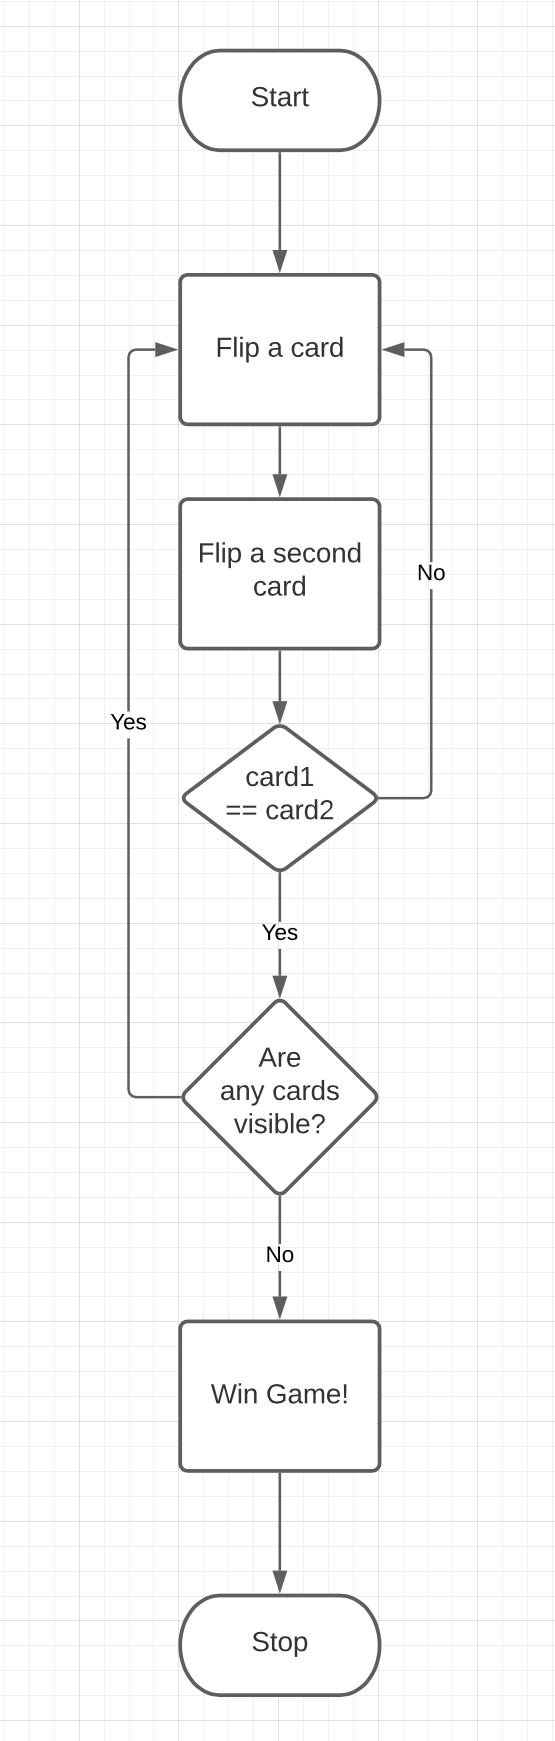 Start
Flip a card
Flip a second
card
No
Yes
card1
== card2
Yes
Are
any cards
visible?
No
Win Game!
Stop